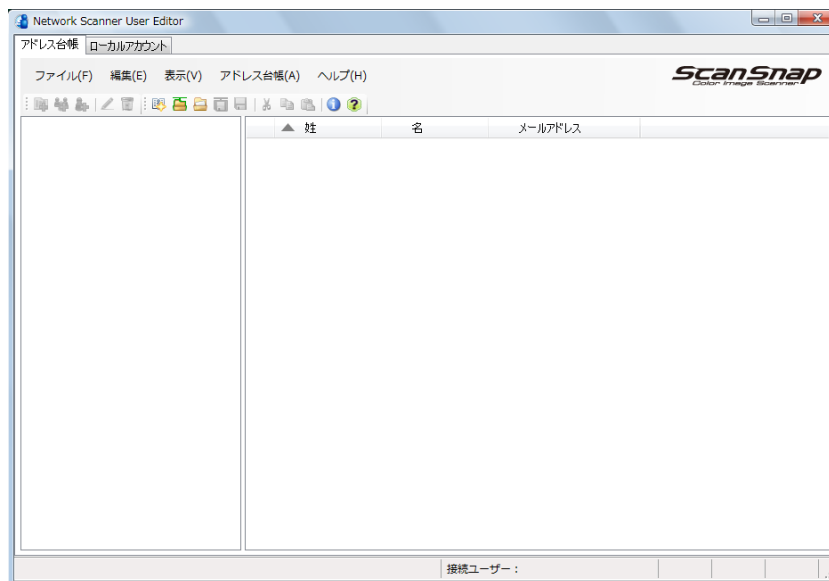 Network Scanner User Editor
アドレス台帳 ローカルアカウント
ファイル(F) 編集(E) 表示(V) アドレス台帳(A) ヘルプ(H)
ScanSnap
Color Image Scanner
姓 名 メールアドレス
接続ユーザー：